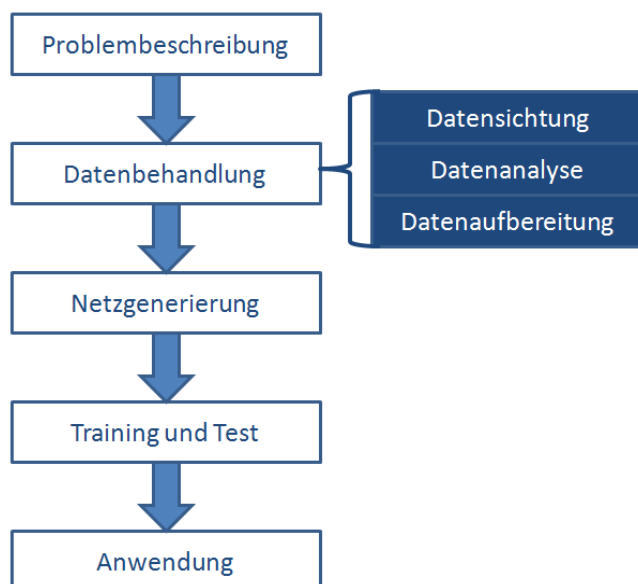 Problembeschreibung
Datenbehandlung
Datensichtung
Datenanalyse
Datenaufbereitung
Netzgenerierung
Training und Test
Anwendung